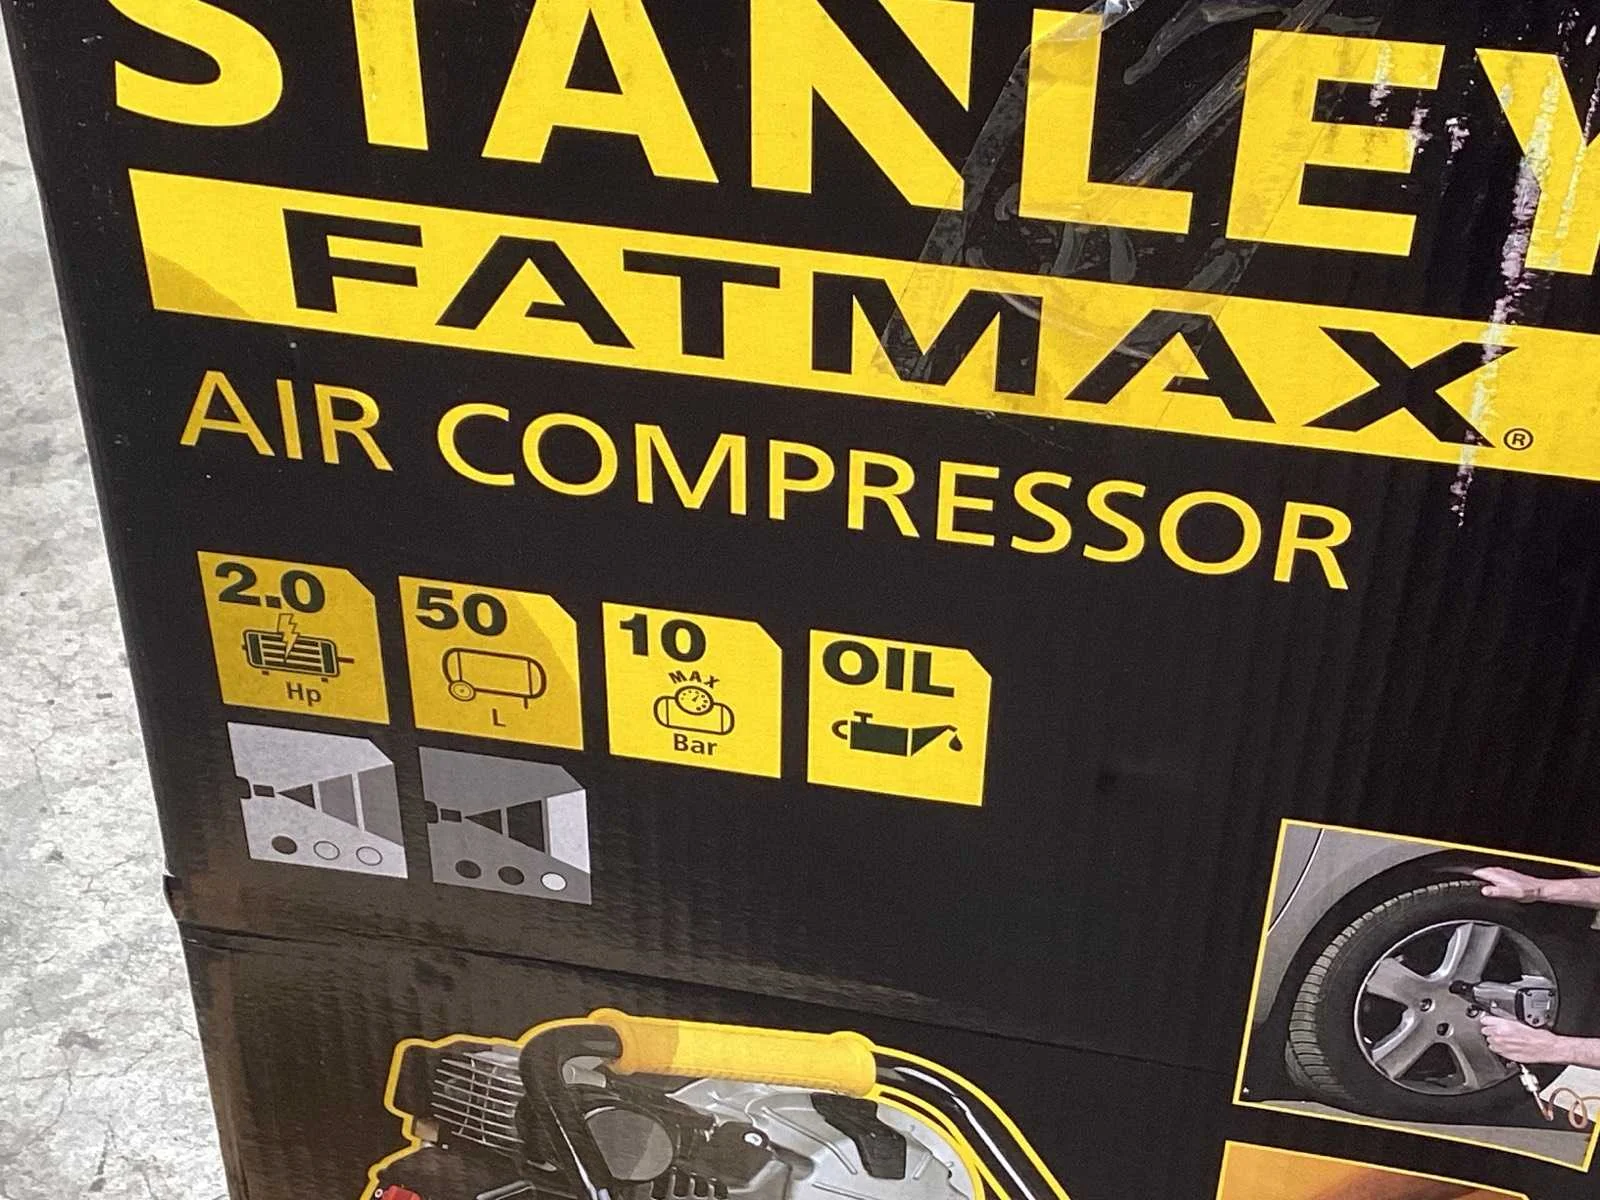 STANLEY
FATMAX®
AIR COMPRESSOR
2.0 50 10 OIL
MAX
Hp L Bar